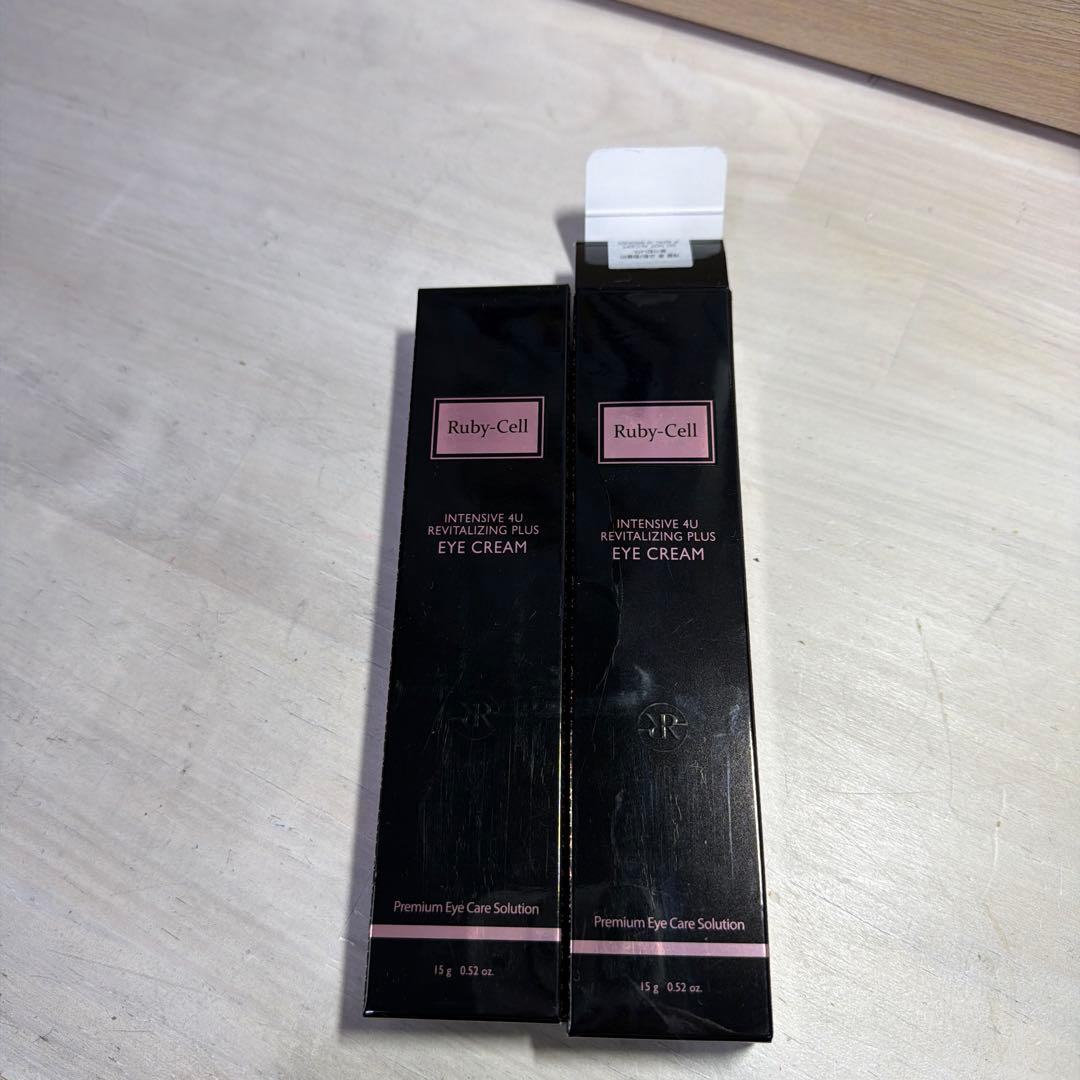 Ruby-Cell
INTENSIVE 4U
REVITALIZING PLUS
EYE CREAM
R
Premium Eye Care Solution
15 g 0.52 oz.
Ruby-Cell
INTENSIVE 4U
REVITALIZING PLUS
EYE CREAM
R
Premium Eye Care Solution
15 g 0.52 oz.